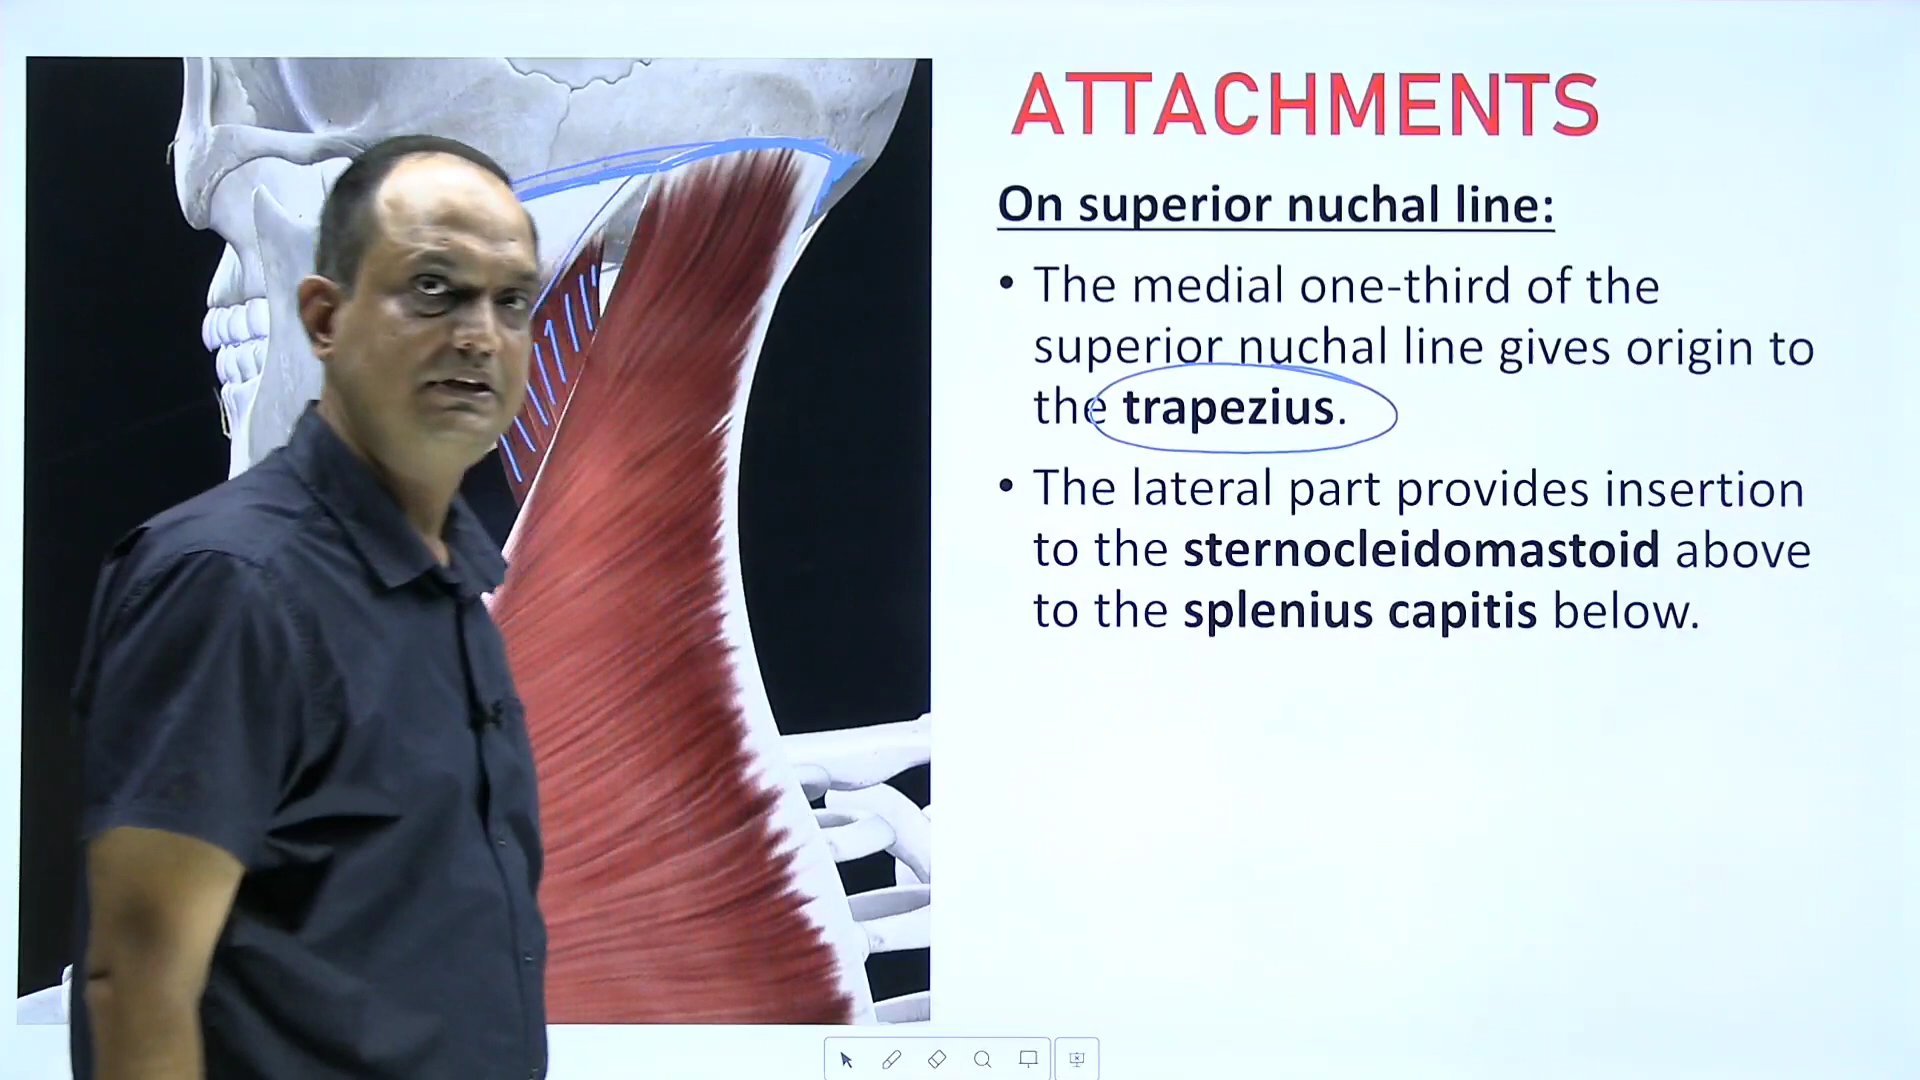 ATTACHMENTS
On superior nuchal line:
• The medial one-third of the
superior nuchal line gives origin to
the trapezius.
• The lateral part provides insertion
to the sternocleidomastoid above
to the splenius capitis below.